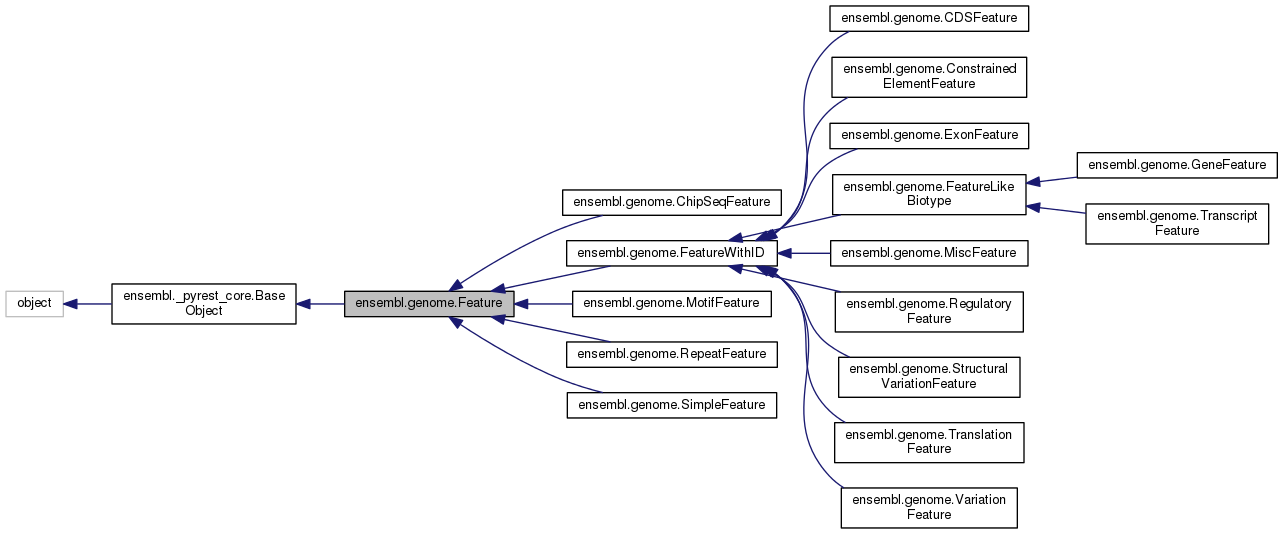 object
ensembl._pyrest_core.Base
Object
ensembl.genome.Feature
ensembl.genome.ChipSeqFeature
ensembl.genome.FeatureWithID
ensembl.genome.MotifFeature
ensembl.genome.RepeatFeature
ensembl.genome.SimpleFeature
ensembl.genome.CDSFeature
ensembl.genome.Constrained
ElementFeature
ensembl.genome.ExonFeature
ensembl.genome.FeatureLike
Biotype
ensembl.genome.MiscFeature
ensembl.genome.Regulatory
Feature
ensembl.genome.Structural
VariationFeature
ensembl.genome.Translation
Feature
ensembl.genome.Variation
Feature
ensembl.genome.GeneFeature
ensembl.genome.Transcript
Feature